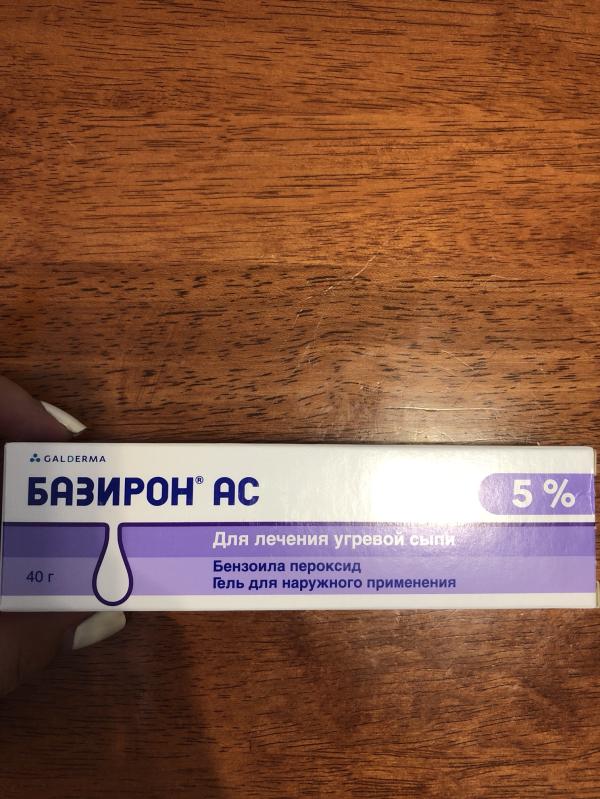 GALDERMA
БАЗИРОН® АС
5 %
Для лечения угревой сыпи
Бензоила пероксид
40 г
Гель для наружного применения